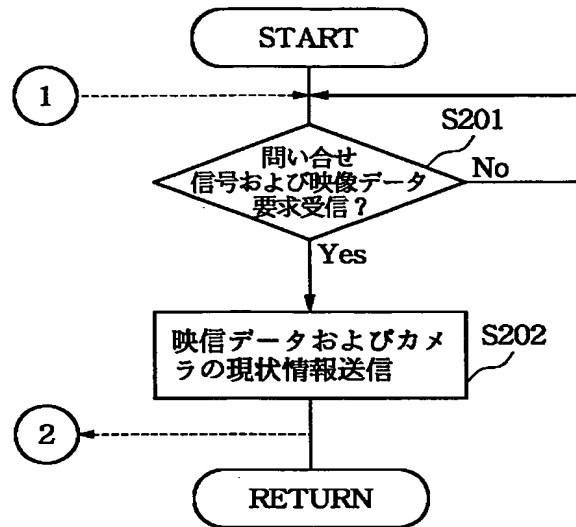 START
1
S201
問い合せ
信号および映像データ
要求受信？
No
Yes
映信データおよびカメ
ラの現状情報送信
S202
2
RETURN